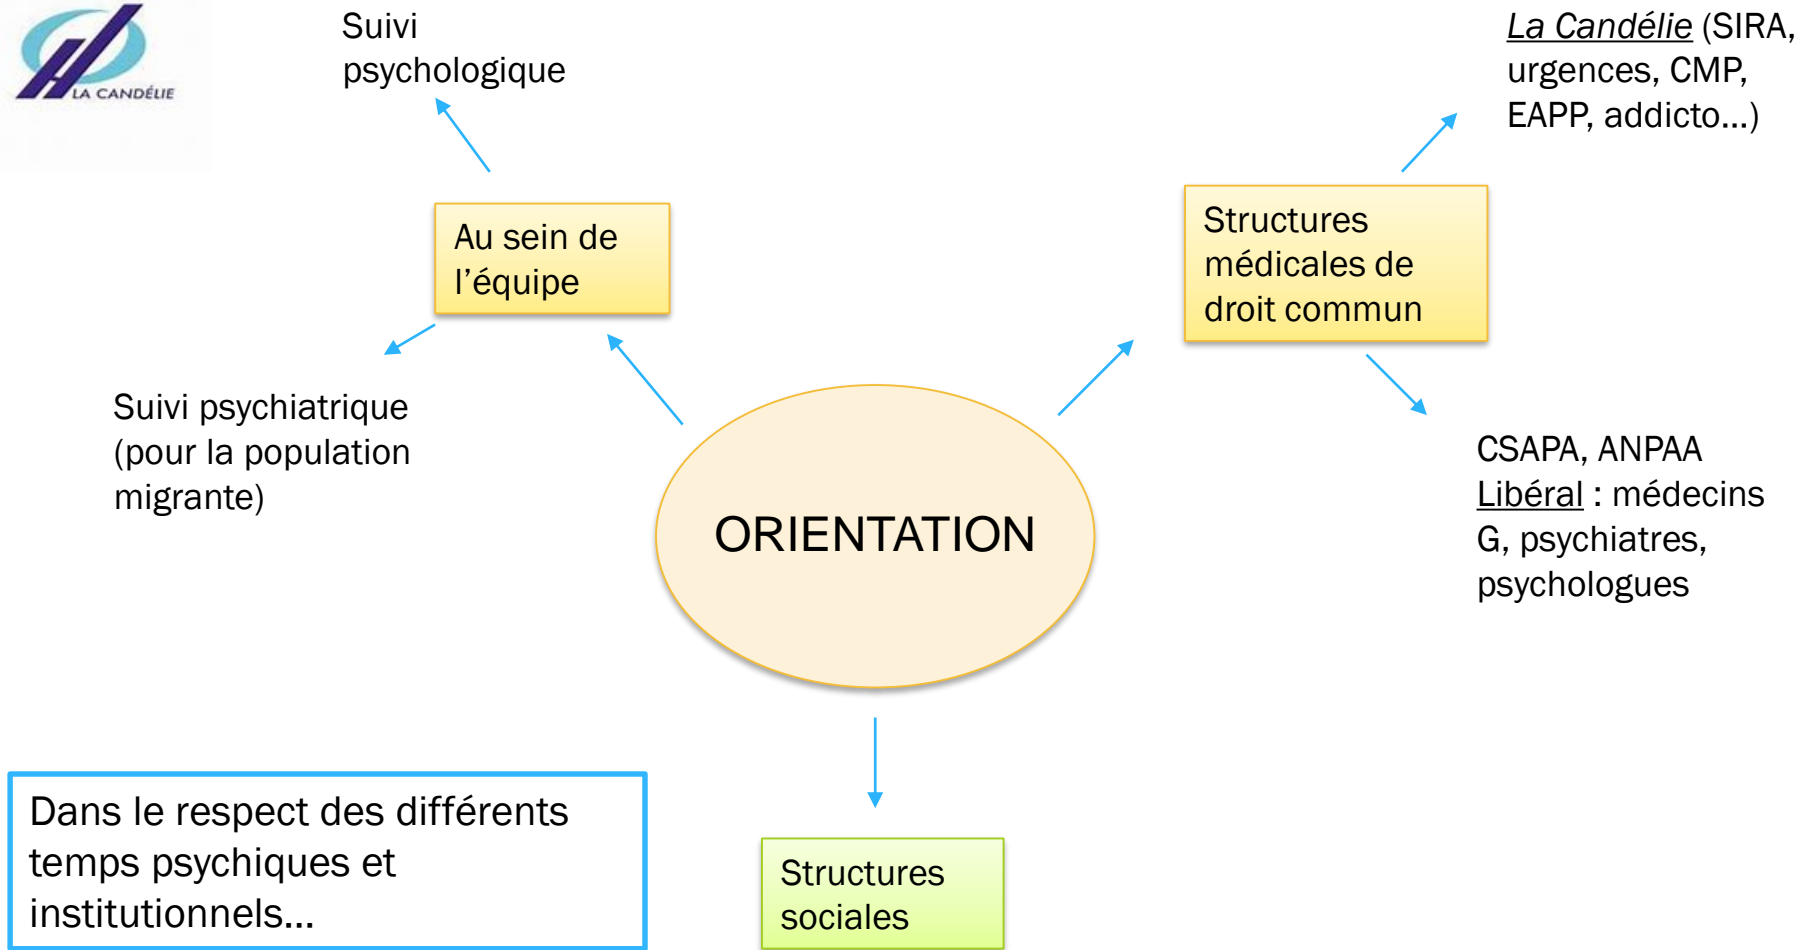 LA CANDÉLIE
Suivi
psychologique
La Candélie (SIRA,
urgences, CMP,
EAPP, addicto...)
Au sein de
l’équipe
Structures
médicales de
droit commun
Suivi psychiatrique
(pour la population
migrante)
CSAPA, ANPAA
Libéral : médecins
G, psychiatres,
psychologues
ORIENTATION
Dans le respect des différents
temps psychiques et
institutionnels...
Structures
sociales